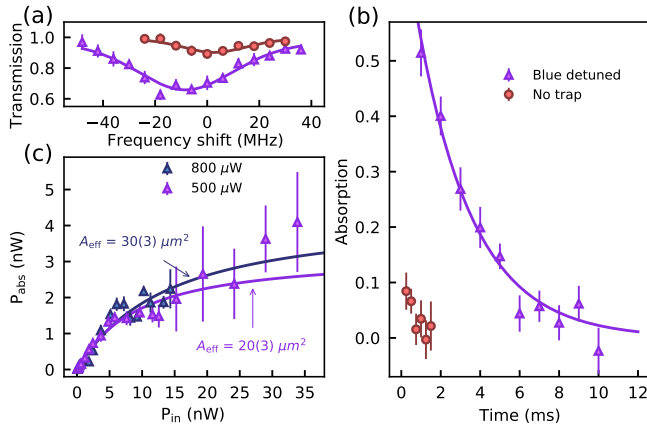 (a)
1.0
0.8
0.6
Transmission
−40 −20 0 20 40
Frequency shift (MHz)
(c)
800 μW
500 μW
5
4
3
2
1
0
P_abs (nW)
A_eff = 30(3) μm²
A_eff = 20(3) μm²
0 5 10 15 20 25 30 35
P_in (nW)
(b)
Blue detuned
No trap
0.5
0.4
0.3
0.2
0.1
0.0
Absorption
0 2 4 6 8 10 12
Time (ms)